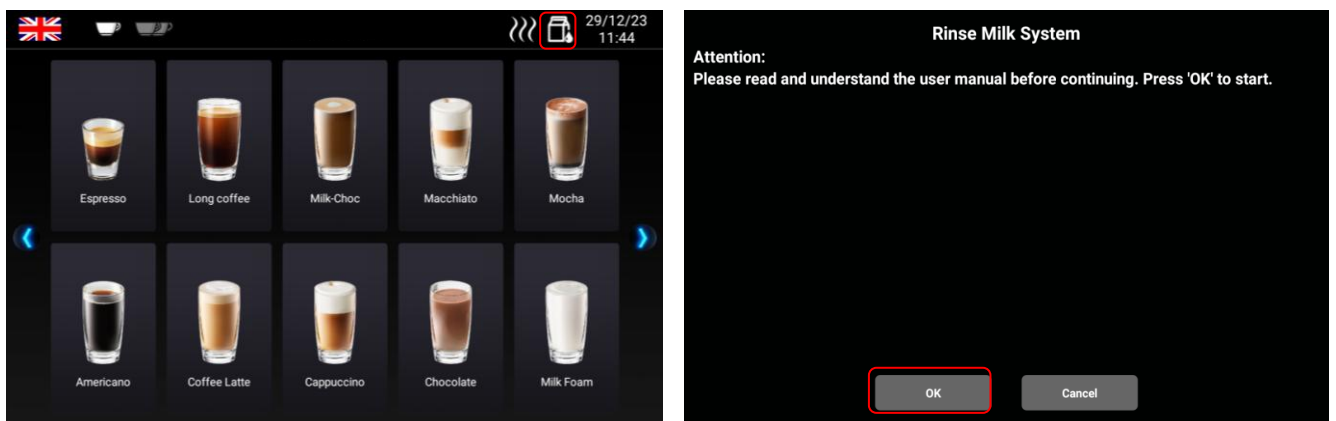 29/12/23
11:44
Espresso
Long coffee
Milk-Choc
Macchiato
Mocha
Americano
Coffee Latte
Cappuccino
Chocolate
Milk Foam
Rinse Milk System
Attention:
Please read and understand the user manual before continuing. Press 'OK' to start.
OK
Cancel